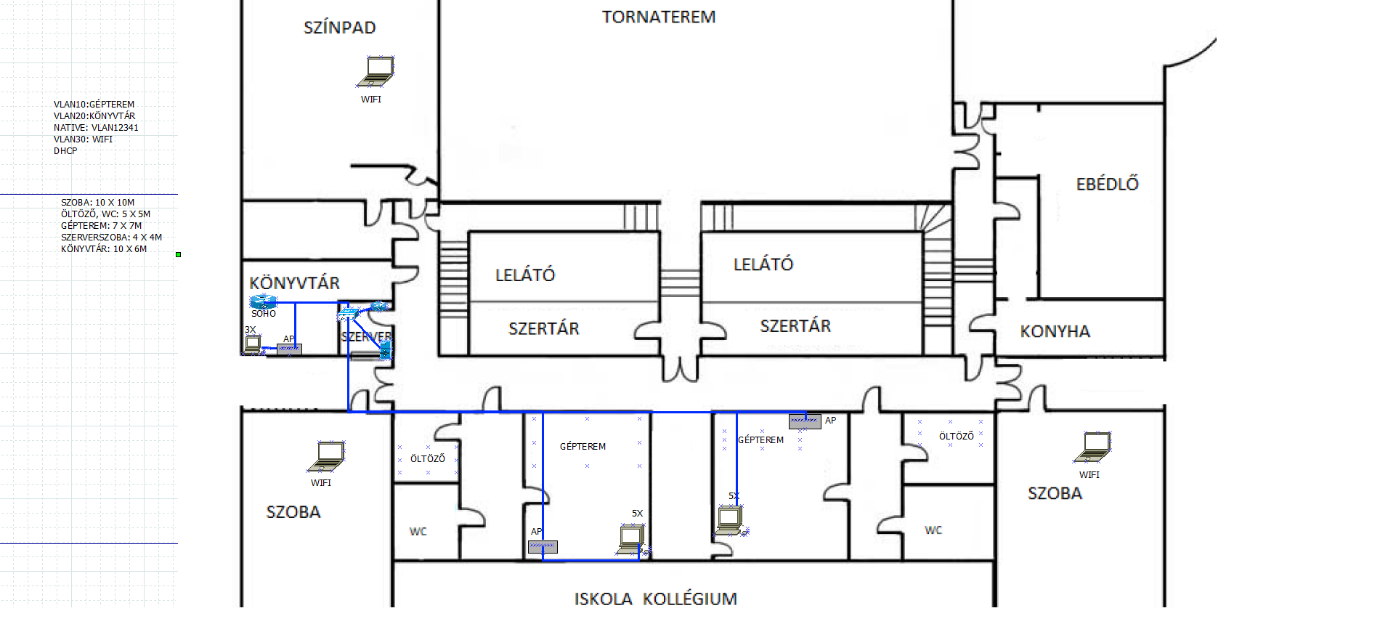 SZÍNPAD
TORNATEREM
WIFI
VLAN10:GÉPTEREM
VLAN20:KÖNYVTÁR
NATIVE: VLAN12341
VLAN30: WIFI
DHCP
SZOBA: 10 X 10M
ÖLTÖZŐ, WC: 5 X 5M
GÉPTEREM: 7 X 7M
SZERVERSZOBA: 4 X 4M
KÖNYVTÁR: 10 X 6M
EBÉDLŐ
LELÁTÓ
LELÁTÓ
KÖNYVTÁR
SOHO
3X
AP
SZERVER
SZERTÁR
SZERTÁR
KONYHA
AP
GÉPTEREM
GÉPTEREM
ÖLTÖZŐ
ÖLTÖZŐ
WIFI
WIFI
SZOBA
SZOBA
5X
5X
WC
AP
WC
ISKOLA KOLLÉGIUM